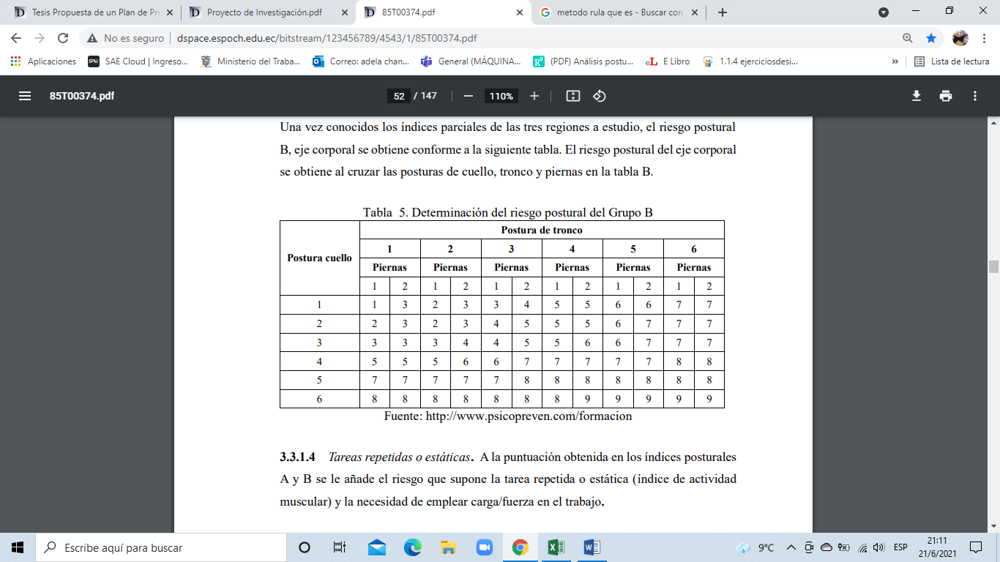 Tesis Propuesta de un Plan de Pre
Proyecto de Investigación.pdf
85T00374.pdf
metodo rula que es - Buscar con
No es seguro | dspace.espoch.edu.ec/bitstream/123456789/4543/1/85T00374.pdf
Aplicaciones SAE Cloud | Ingreso... Ministerio del Traba... Correo: adela chan... General (MÁQUINA... (PDF) Análisis postu... E Libro 1.1.4 ejerciciosdesi... » Lista de lectura
85T00374.pdf 52 / 147 110%
Una vez conocidos los índices parciales de las tres regiones a estudio, el riesgo postural
B, eje corporal se obtiene conforme a la siguiente tabla. El riesgo postural del eje corporal
se obtiene al cruzar las posturas de cuello, tronco y piernas en la tabla B.
Tabla 5. Determinación del riesgo postural del Grupo B
Postura cuello
Postura de tronco
1 2 3 4 5 6
Piernas Piernas Piernas Piernas Piernas Piernas
1 2 1 2 1 2 1 2 1 2 1 2
1 1 3 2 3 3 4 5 5 6 6 7 7
2 2 3 2 3 4 5 5 5 6 7 7 7
3 3 3 3 4 4 5 5 6 6 7 7 7
4 5 5 5 6 6 7 7 7 7 7 8 8
5 7 7 7 7 7 8 8 8 8 8 8 8
6 8 8 8 8 8 8 8 9 9 9 9 9
Fuente: http://www.psicopreven.com/formacion
3.3.1.4 Tareas repetidas o estáticas. A la puntuación obtenida en los índices posturales
A y B se le añade el riesgo que supone la tarea repetida o estática (índice de actividad
muscular) y la necesidad de emplear carga/fuerza en el trabajo.
Escribe aquí para buscar
9°C
ESP
21:11
21/6/2021